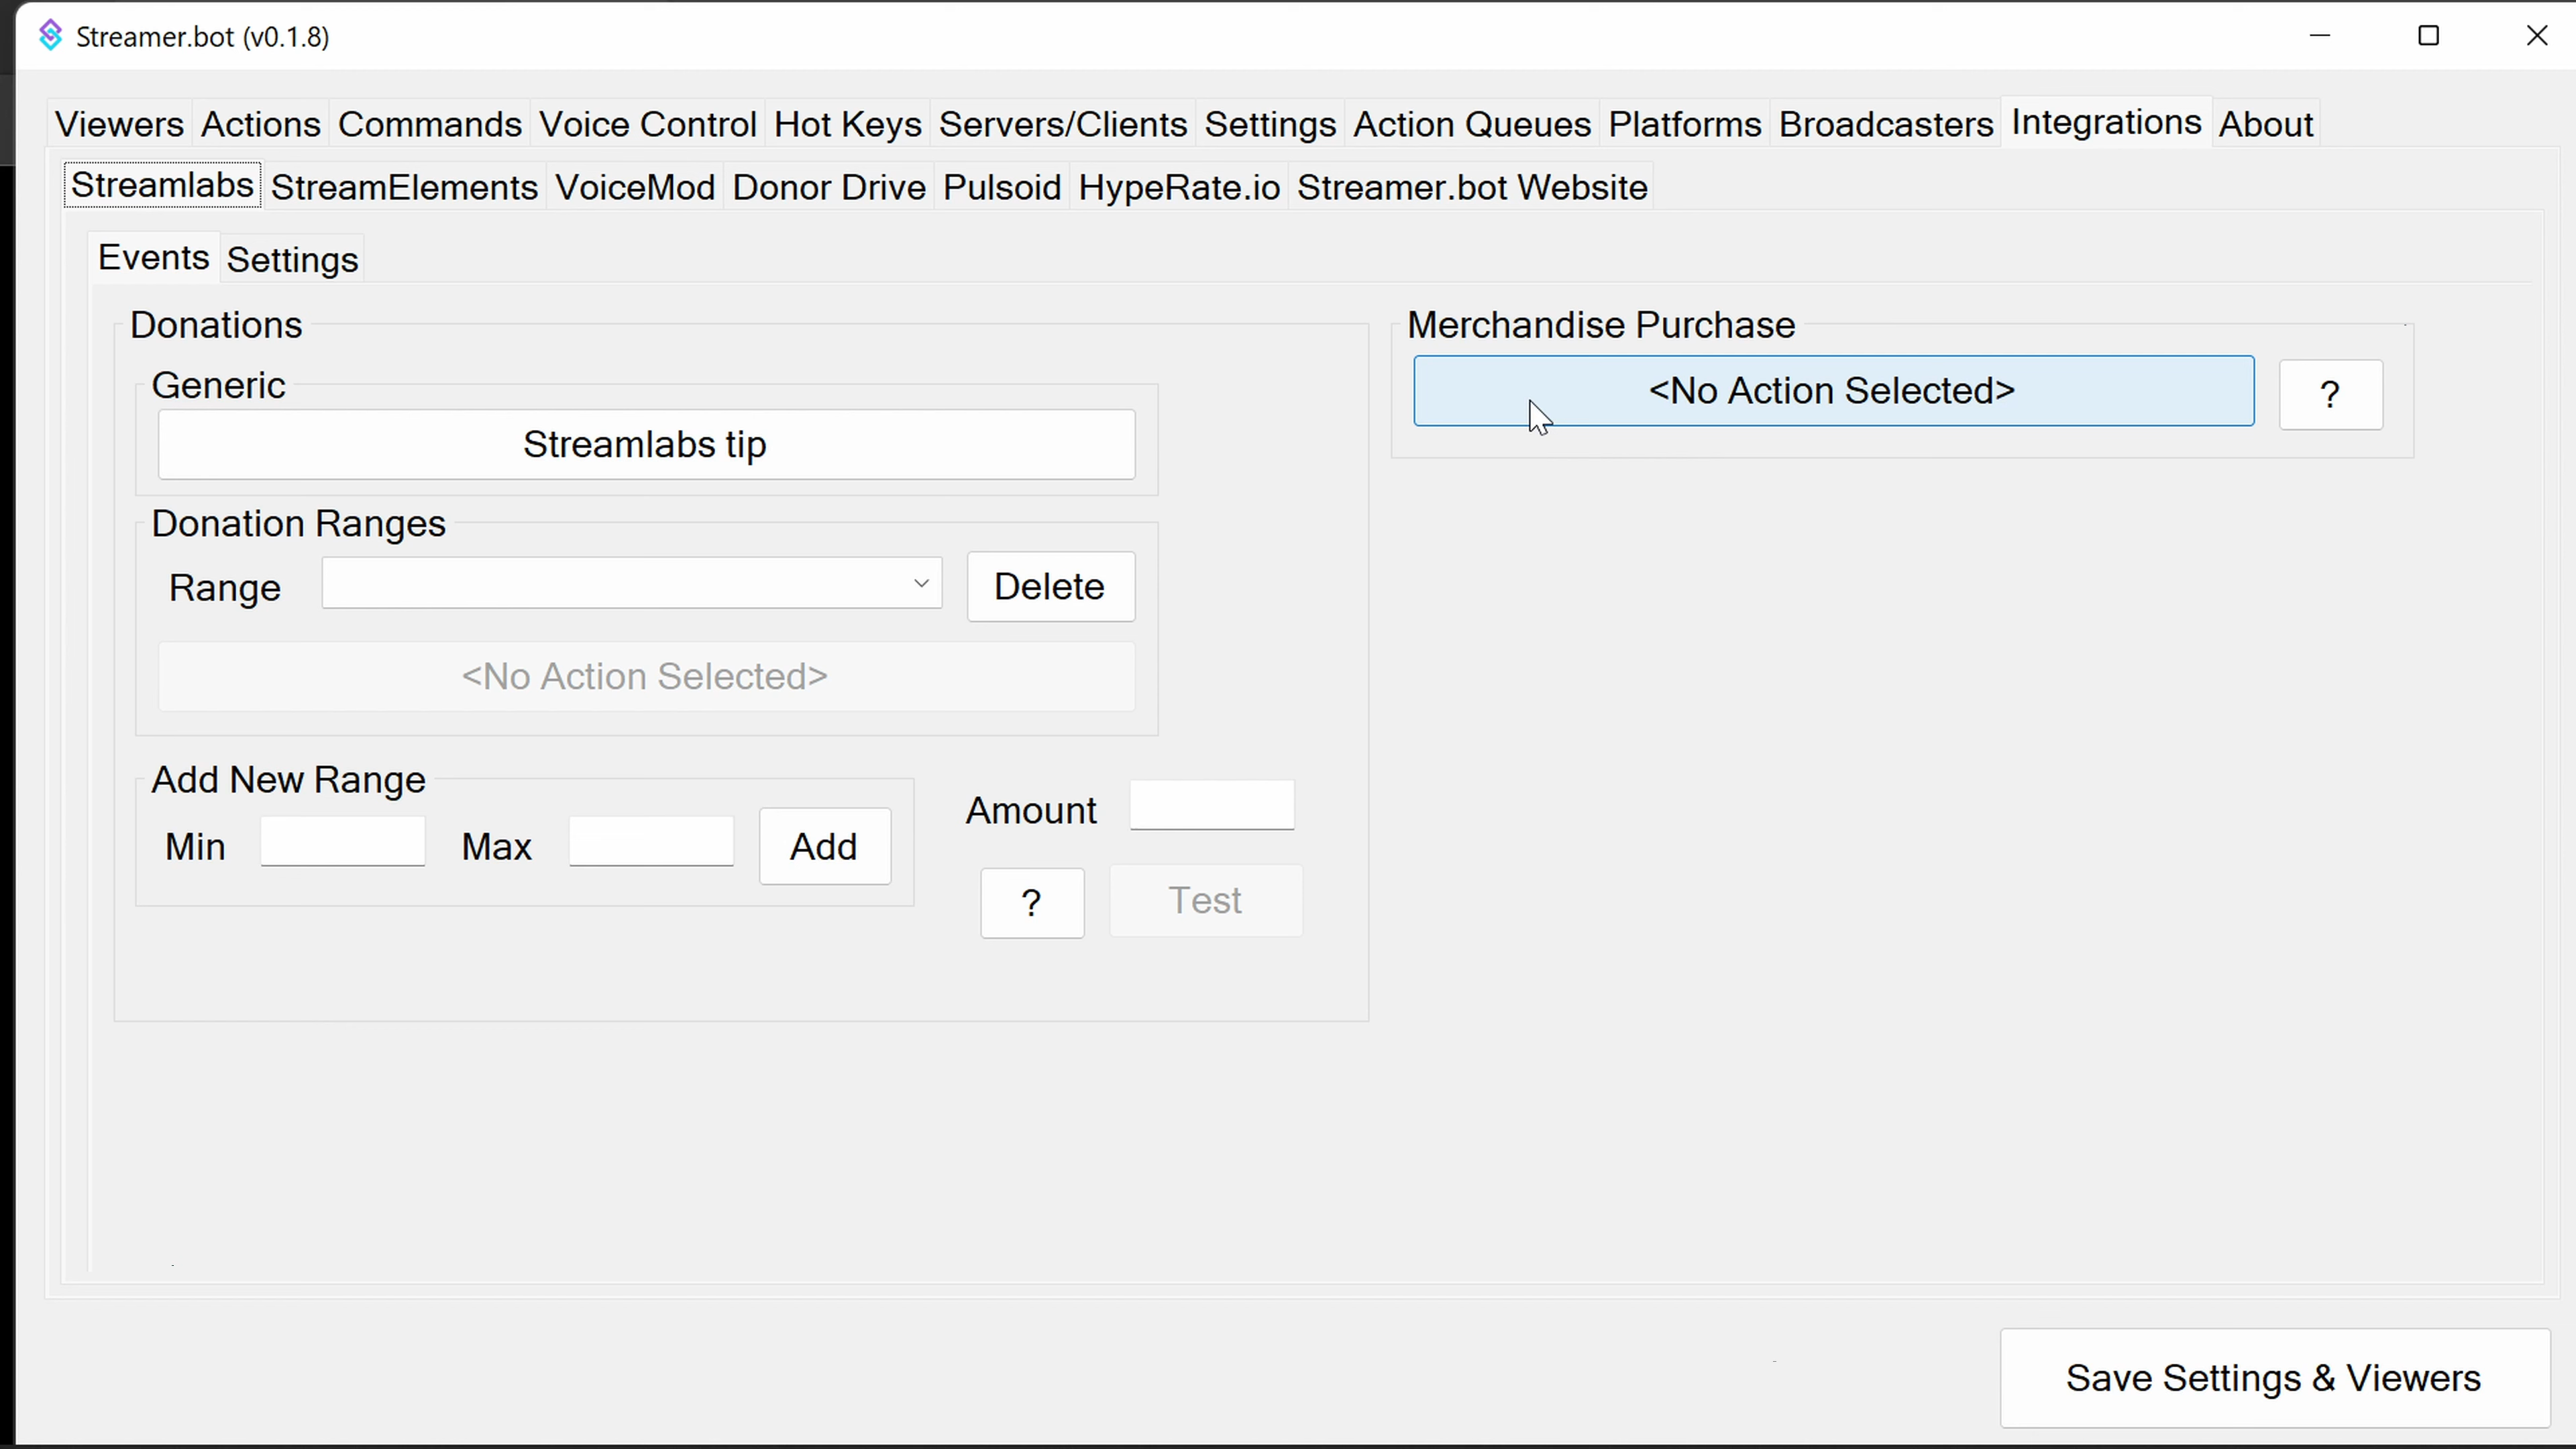 Streamer.bot (v0.1.8)
Viewers Actions Commands Voice Control Hot Keys Servers/Clients Settings Action Queues Platforms Broadcasters Integrations About
Streamlabs StreamElements VoiceMod Donor Drive Pulsoid HypeRate.io Streamer.bot Website
Events Settings
Donations
Generic
Streamlabs tip
Donation Ranges
Range Delete
<No Action Selected>
Add New Range
Min Max Add
Amount
? Test
Merchandise Purchase
<No Action Selected> ?
Save Settings & Viewers